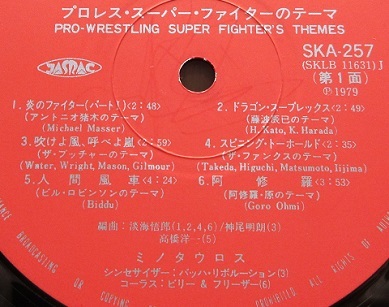 プロレス・スーパー・ファイターのテーマ
PRO-WRESTLING SUPER FIGHTER'S THEMES
JASRAC
SKA-257
(SKLB 11631) J
(第1面)
Ⓟ1979
1. 炎のファイター(パート1)(2:48)
(アントニオ猪木のテーマ)
(Michael Masser)
2. ドラゴン・スープレックス(2:49)
(藤波辰巳のテーマ)
(H. Kato, K. Harada)
3. 吹けよ風、呼べよ嵐(2:59)
(ザ・ブッチャーのテーマ)
(Water, Wright, Mason, Gilmour)
4. スピニング・トーホールド(2:35)
(ザ・ファンクスのテーマ)
(Takeda, Higuchi, Matsumoto, Iijima)
5. 人間風車(4:24)
(ビル・ロビンソンのテーマ)
(Biddu)
6. 阿修羅(3:53)
(阿修羅・原のテーマ)
(Goro Ohmi)
編曲:淡海悟郎(1,2,4,6)/神尾明朗(3)
高橋洋一(5)
ミノタウロス
シンセサイザー:バッハ・リボルーション(3)
コーラス:ビリー&フリーザー(6)
BROADCASTING OR COPYING
PROHIBITED. ALL RIGHTS OF